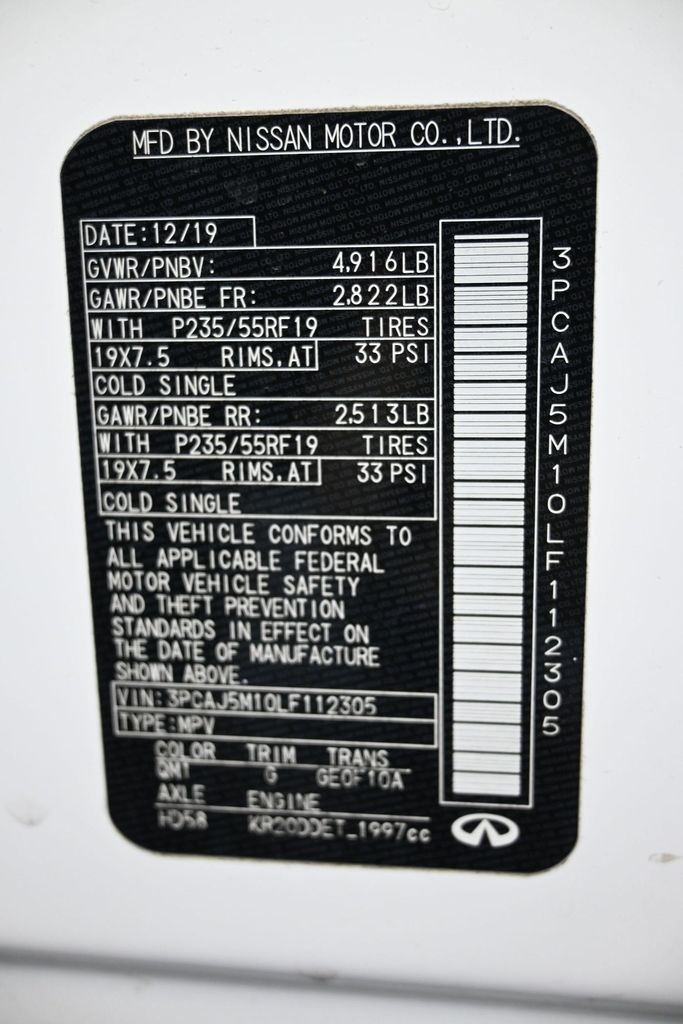 MFD BY NISSAN MOTOR CO.,LTD.
DATE:12/19
GVWR/PNBV: 4,916LB
GAWR/PNBE FR: 2,822LB
WITH P235/55RF19 TIRES
19X7.5 RIMS,AT 33 PSI
COLD SINGLE
GAWR/PNBE RR: 2,513LB
WITH P235/55RF19 TIRES
19X7.5 RIMS,AT 33 PSI
COLD SINGLE
THIS VEHICLE CONFORMS TO
ALL APPLICABLE FEDERAL
MOTOR VEHICLE SAFETY
AND THEFT PREVENTION
STANDARDS IN EFFECT ON
THE DATE OF MANUFACTURE
SHOWN ABOVE.
VIN:3PCAJ5M10LF112305
TYPE:MPV
COLOR TRIM TRANS
QM1 G GE0F10A
AXLE ENGINE
HD58 KR20DDET_1997cc
3PCAJ5M10LF112305